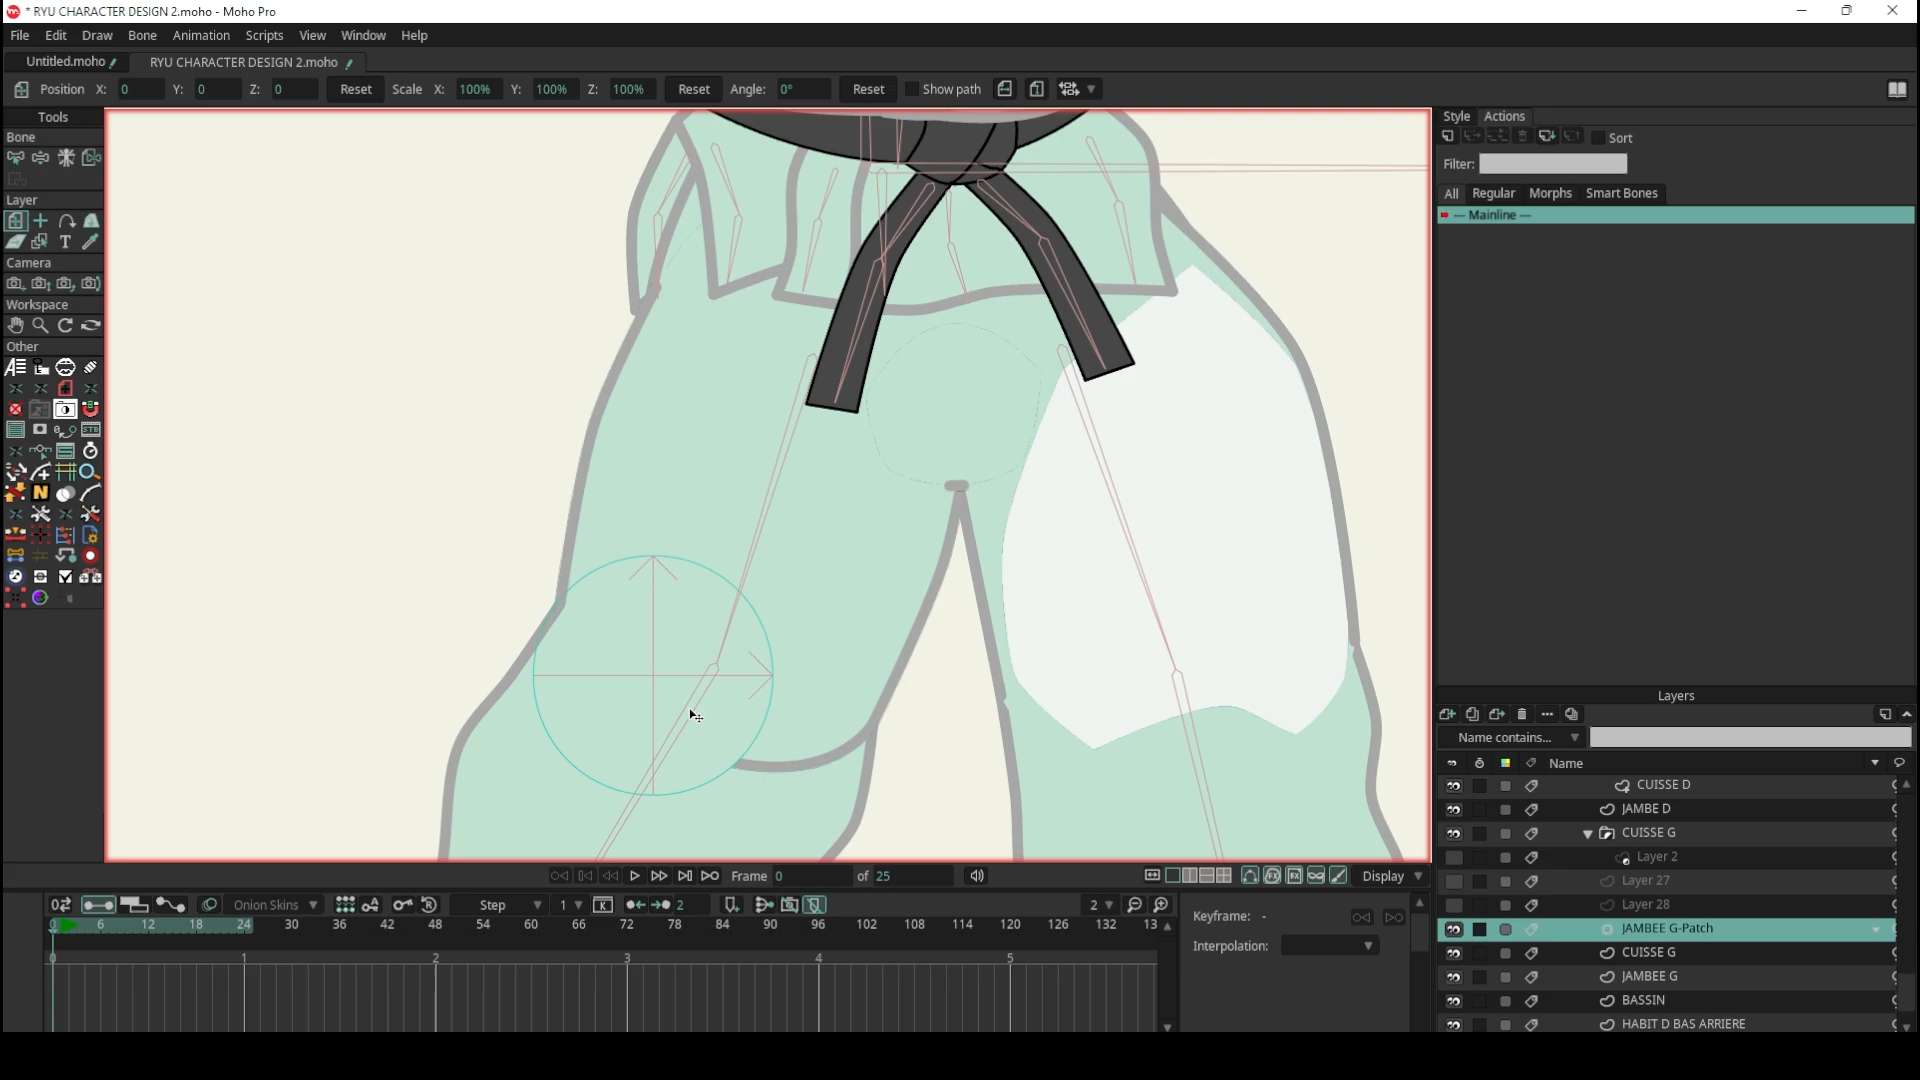 * RYU CHARACTER DESIGN 2.moho - Moho Pro
File Edit Draw Bone Animation Scripts View Window Help
Untitled.moho RYU CHARACTER DESIGN 2.moho
Position X: 0 Y: 0 Z: 0 Reset Scale X: 100% Y: 100% Z: 100% Reset Angle: 0° Reset Show path
Tools
Bone
Layer
Camera
Workspace
Other
Style Actions
Sort
Filter:
All Regular Morphs Smart Bones
--- Mainline ---
Layers
Name contains...
Name
CUISSE D
JAMBE D
CUISSE G
Layer 2
Layer 27
Layer 28
JAMBEE G-Patch
CUISSE G
JAMBEE G
BASSIN
HABIT D BAS ARRIERE
Frame 0 of 25 Display
Onion Skins Step 1 2 2
0 6 12 18 24 30 36 42 48 54 60 66 72 78 84 90 96 102 108 114 120 126 132 13
0 1 2 3 4 5
Keyframe: -
Interpolation: